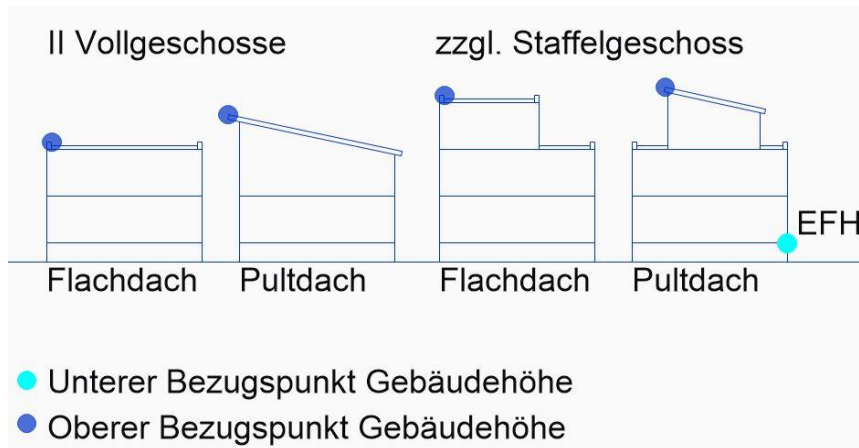 II Vollgeschosse
zzgl. Staffelgeschoss
EFH
Flachdach
Pultdach
Flachdach
Pultdach
Unterer Bezugspunkt Gebäudehöhe
Oberer Bezugspunkt Gebäudehöhe